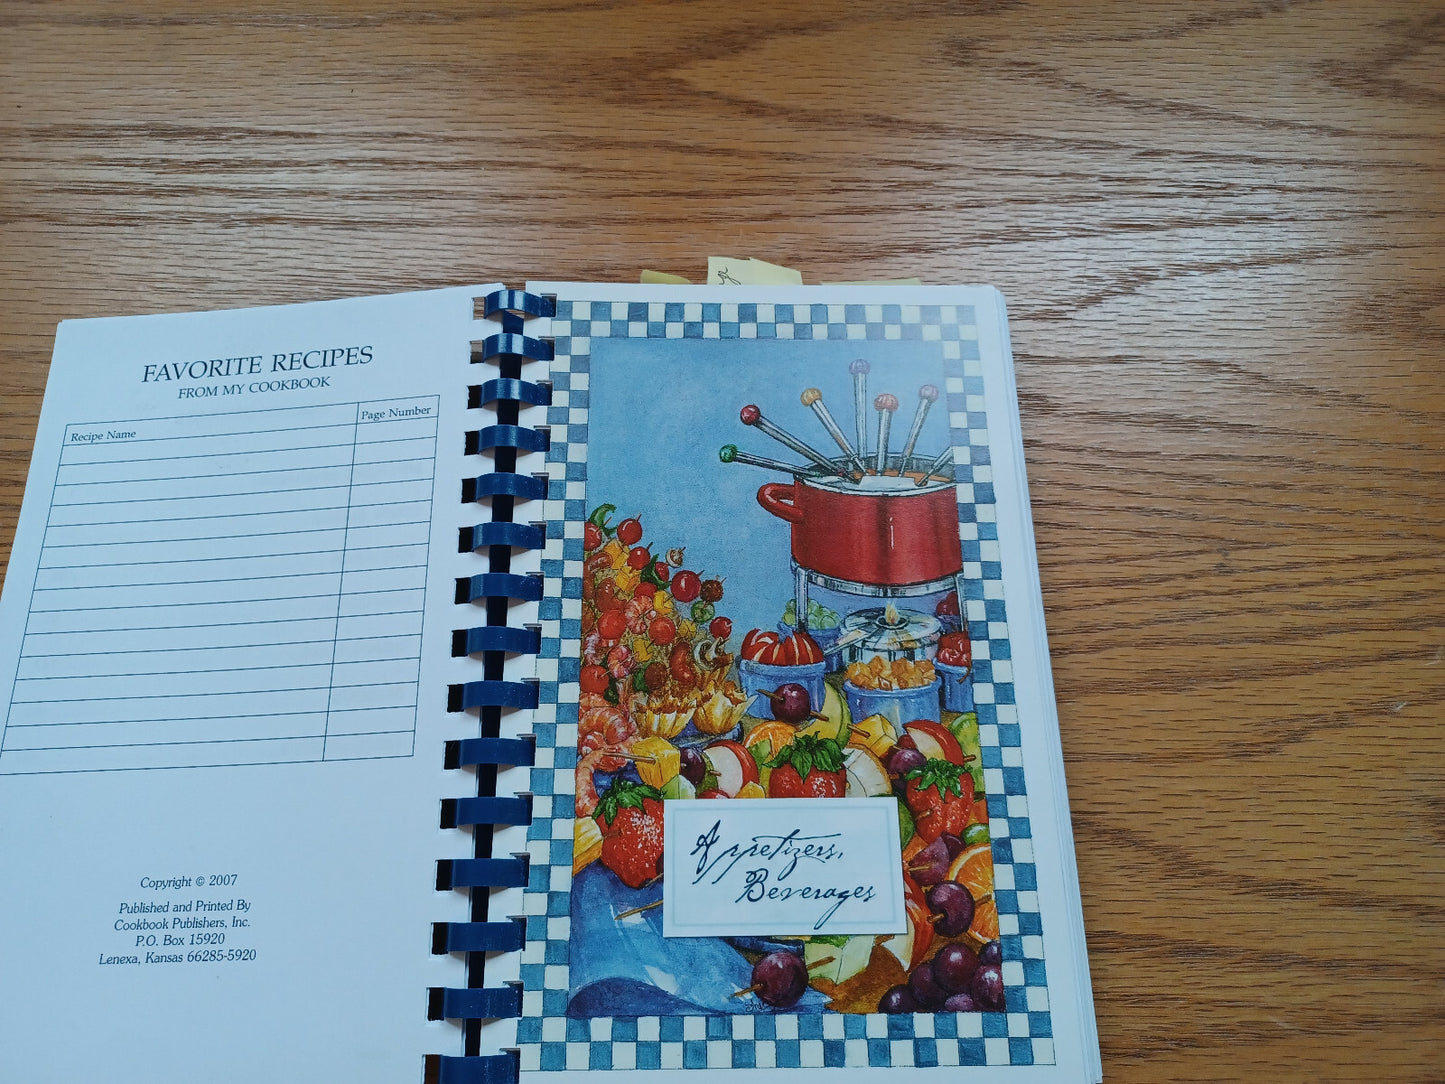 FAVORITE RECIPES
FROM MY COOKBOOK
Recipe Name
Page Number
Copyright © 2007
Published and Printed By
Cookbook Publishers, Inc.
P.O. Box 15920
Lenexa, Kansas 66285-5920
Appetizers,
Beverages